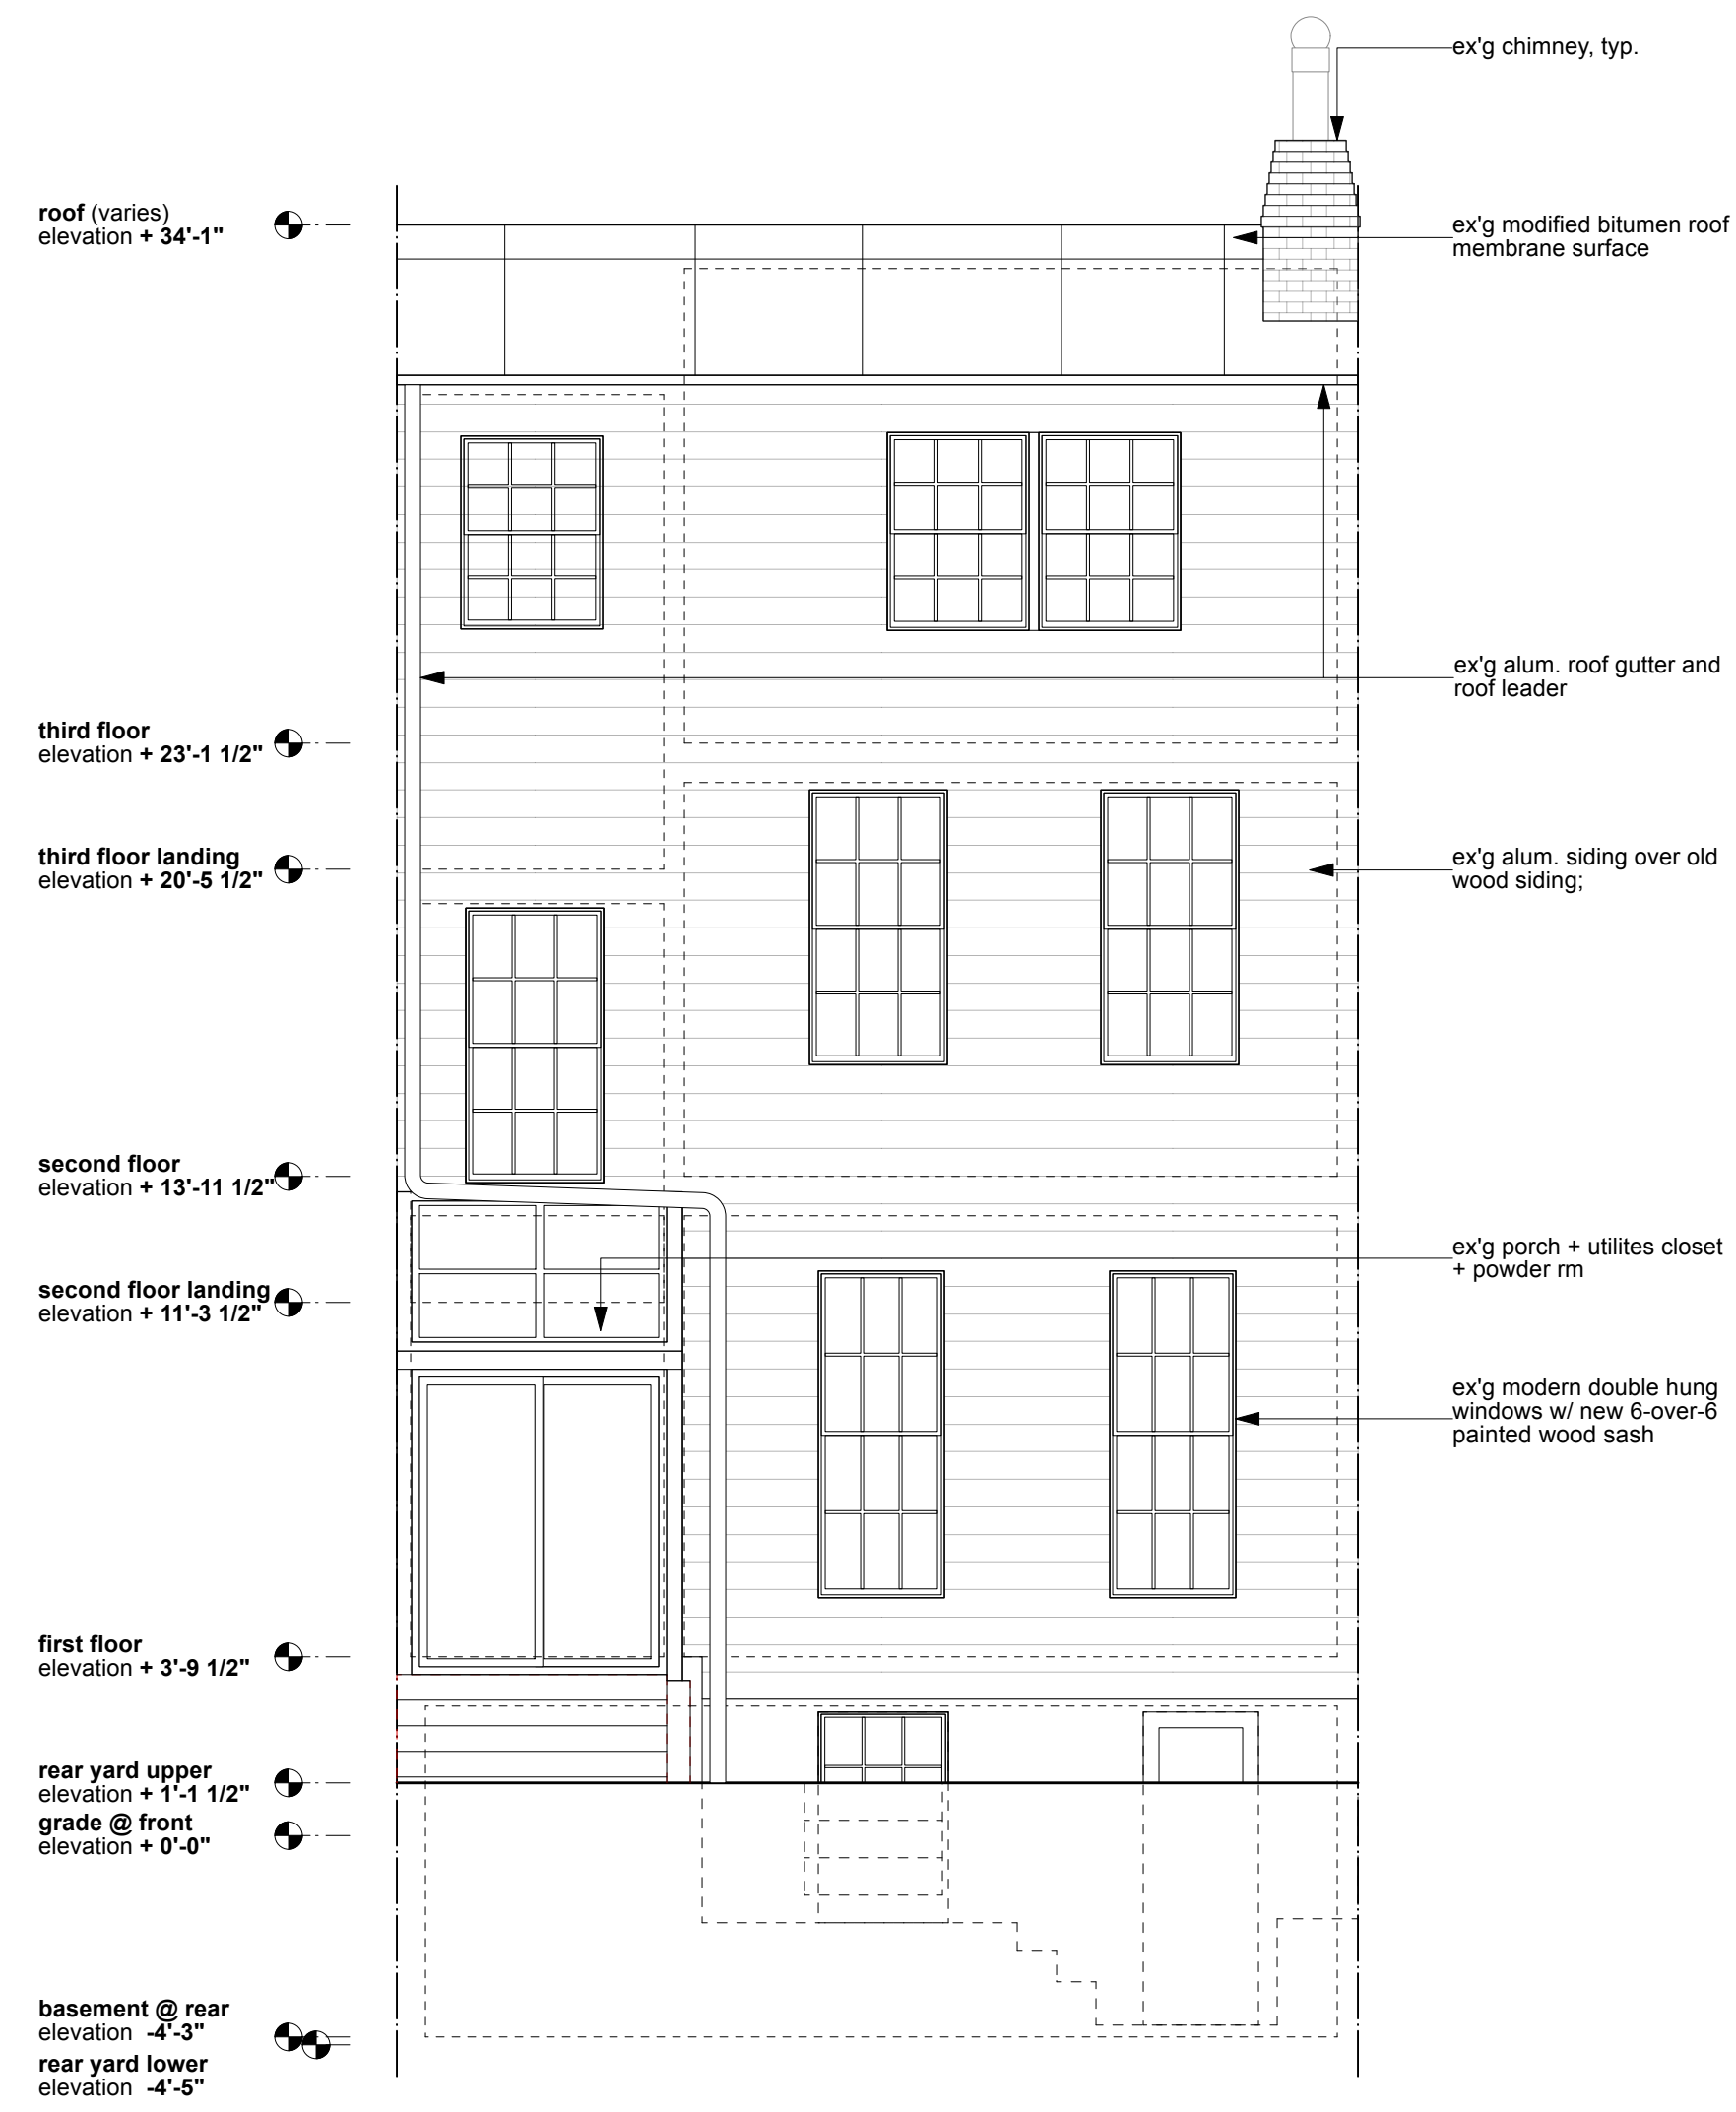 ex'g chimney, typ.
roof (varies)
elevation + 34'-1"
ex'g modified bitumen roof
membrane surface
ex'g alum. roof gutter and
roof leader
third floor
elevation + 23'-1 1/2"
third floor landing
elevation + 20'-5 1/2"
ex'g alum. siding over old
wood siding;
second floor
elevation + 13'-11 1/2"
ex'g porch + utilites closet
+ powder rm
second floor landing
elevation + 11'-3 1/2"
ex'g modern double hung
windows w/ new 6-over-6
painted wood sash
first floor
elevation + 3'-9 1/2"
rear yard upper
elevation + 1'-1 1/2"
grade @ front
elevation + 0'-0"
basement @ rear
elevation -4'-3"
rear yard lower
elevation -4'-5"